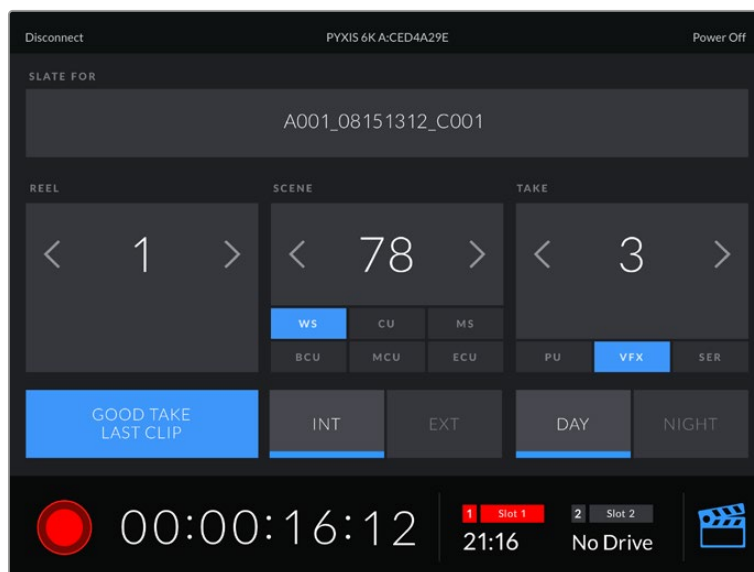 Disconnect PYXIS 6K A:CED4A29E Power Off
SLATE FOR
A001_08151312_C001
REEL SCENE TAKE
1 78 3
WS CU MS
BCU MCU ECU PU VFX SER
GOOD TAKE
LAST CLIP
INT EXT DAY NIGHT
00:00:16:12
1 Slot 1 2 Slot 2
21:16 No Drive